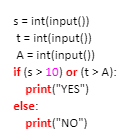 s = int(input())
t = int(input())
A = int(input())
if (s > 10) or (t > A):
    print("YES")
else:
    print("NO")